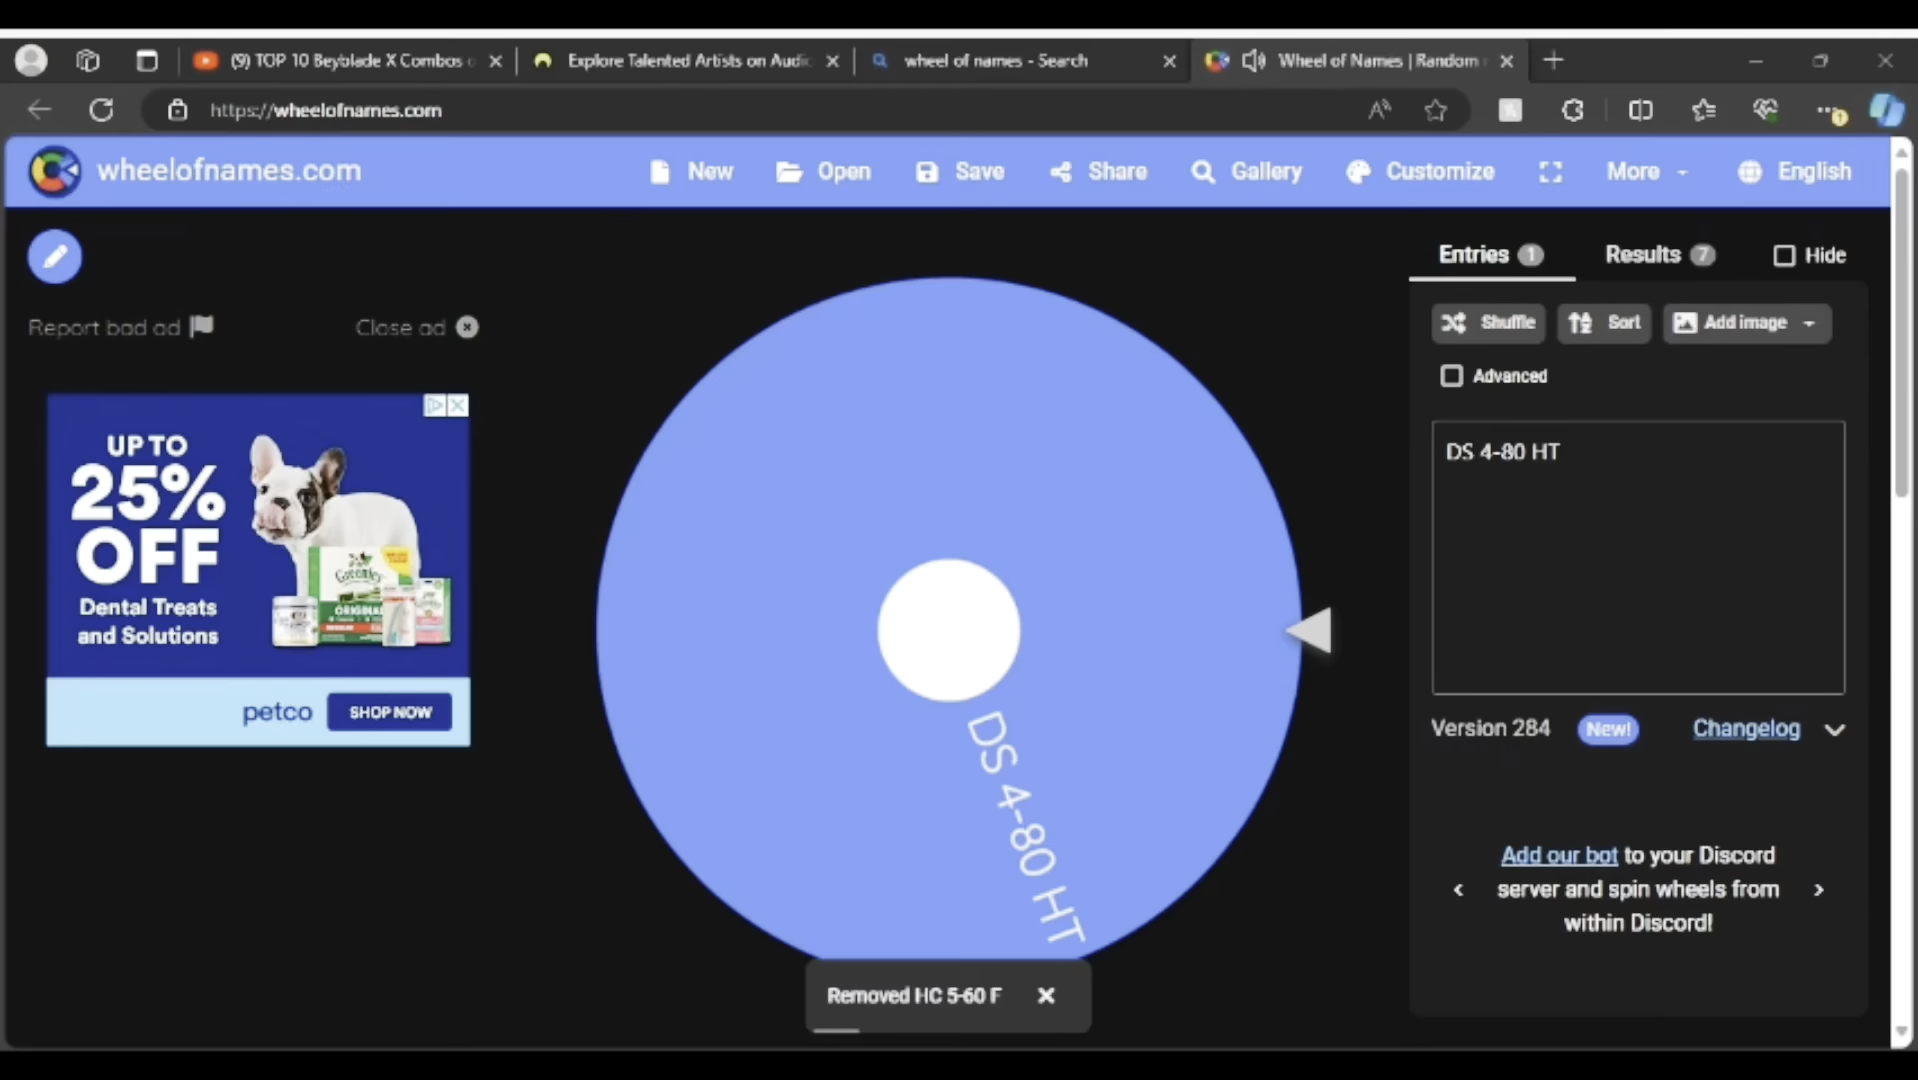 (9) TOP 10 Beyblade X Combos
Explore Talented Artists on Audi
wheel of names - Search
Wheel of Names | Random
https://wheelofnames.com
wheelofnames.com
New
Open
Save
Share
Gallery
Customize
More
English
Entries 1
Results 7
Hide
Report bad ad
Close ad
Shuffle
Sort
Add image
Advanced
UP TO
25%
OFF
Dental Treats
and Solutions
Greenies
ORIGINAL
petco
SHOP NOW
DS 4-80 HT
DS 4-80 HT
Version 284
New!
Changelog
Add our bot to your Discord
server and spin wheels from
within Discord!
Removed HC 5-60 F